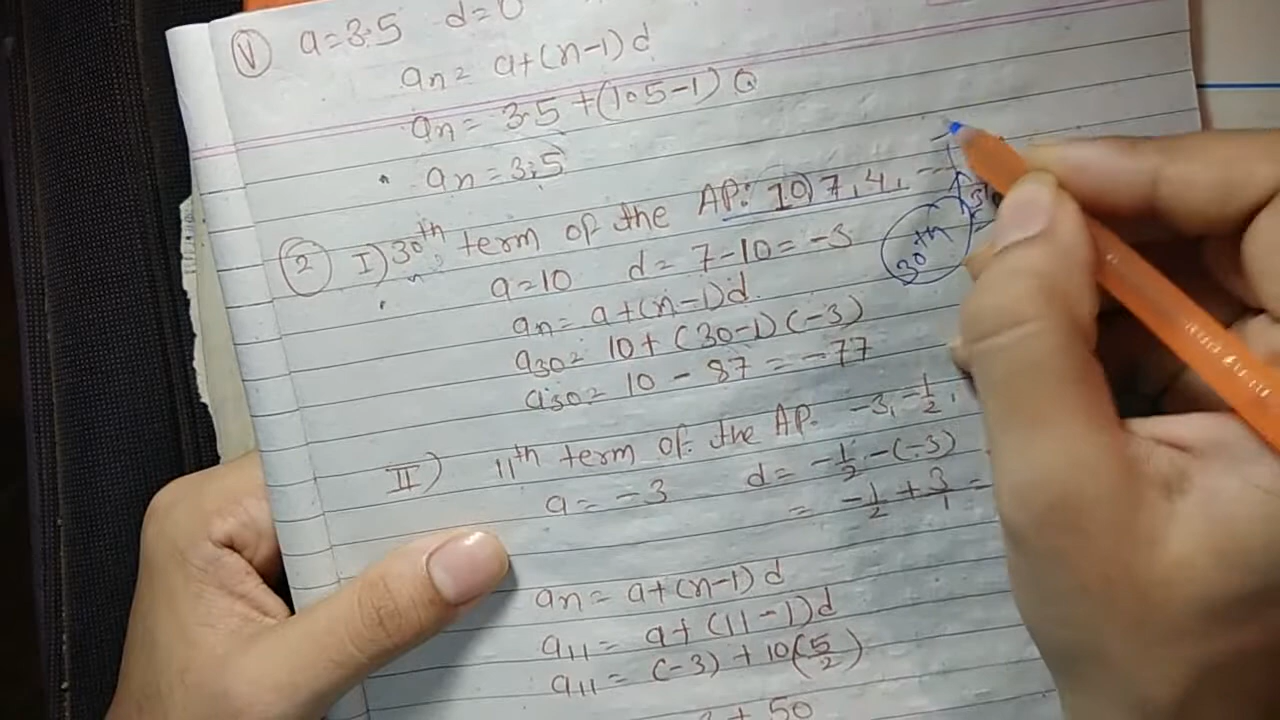 (V) a=3.5 d=0
an = a+(n-1)d
an = 3.5 +(105-1) 0
an = 3.5
(2) I) 30th term of the AP: 10, 7, 4, --
n
30th
a=10 d= 7-10 = -3
an = a+(n-1)d.
a30= 10+ (30-1) (-3)
a30= 10 - 87 = -77
II) 11th term of the AP. -3, -1/2,
a= -3 d= -1/2 -(-3)
= -1/2 + 3/1 =
an = a+(n-1) d
a11 = a+ (11-1)d
a11 = (-3) + 10(5/2)
+ 50